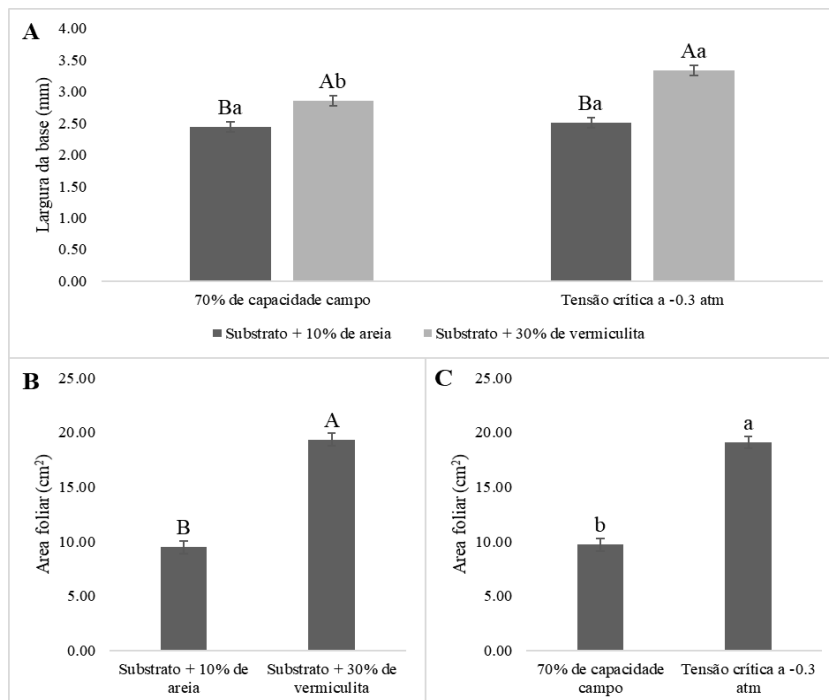 A
Largura da base (mm)
4.00
3.50
3.00
2.50
2.00
1.50
1.00
0.50
0.00
Ba
Ab
Ba
Aa
70% de capacidade campo
Tensão crítica a -0.3 atm
Substrato + 10% de areia
Substrato + 30% de vermiculita
B
Area foliar (cm²)
25.00
20.00
15.00
10.00
5.00
0.00
B
A
Substrato + 10% de
areia
Substrato + 30% de
vermiculita
C
Area foliar (cm²)
25.00
20.00
15.00
10.00
5.00
0.00
b
a
70% de capacidade
campo
Tensão crítica a -0.3
atm